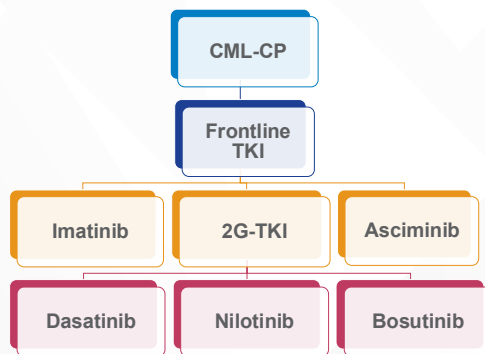 CML-CP
Frontline
TKI
Imatinib
2G-TKI
Asciminib
Dasatinib
Nilotinib
Bosutinib